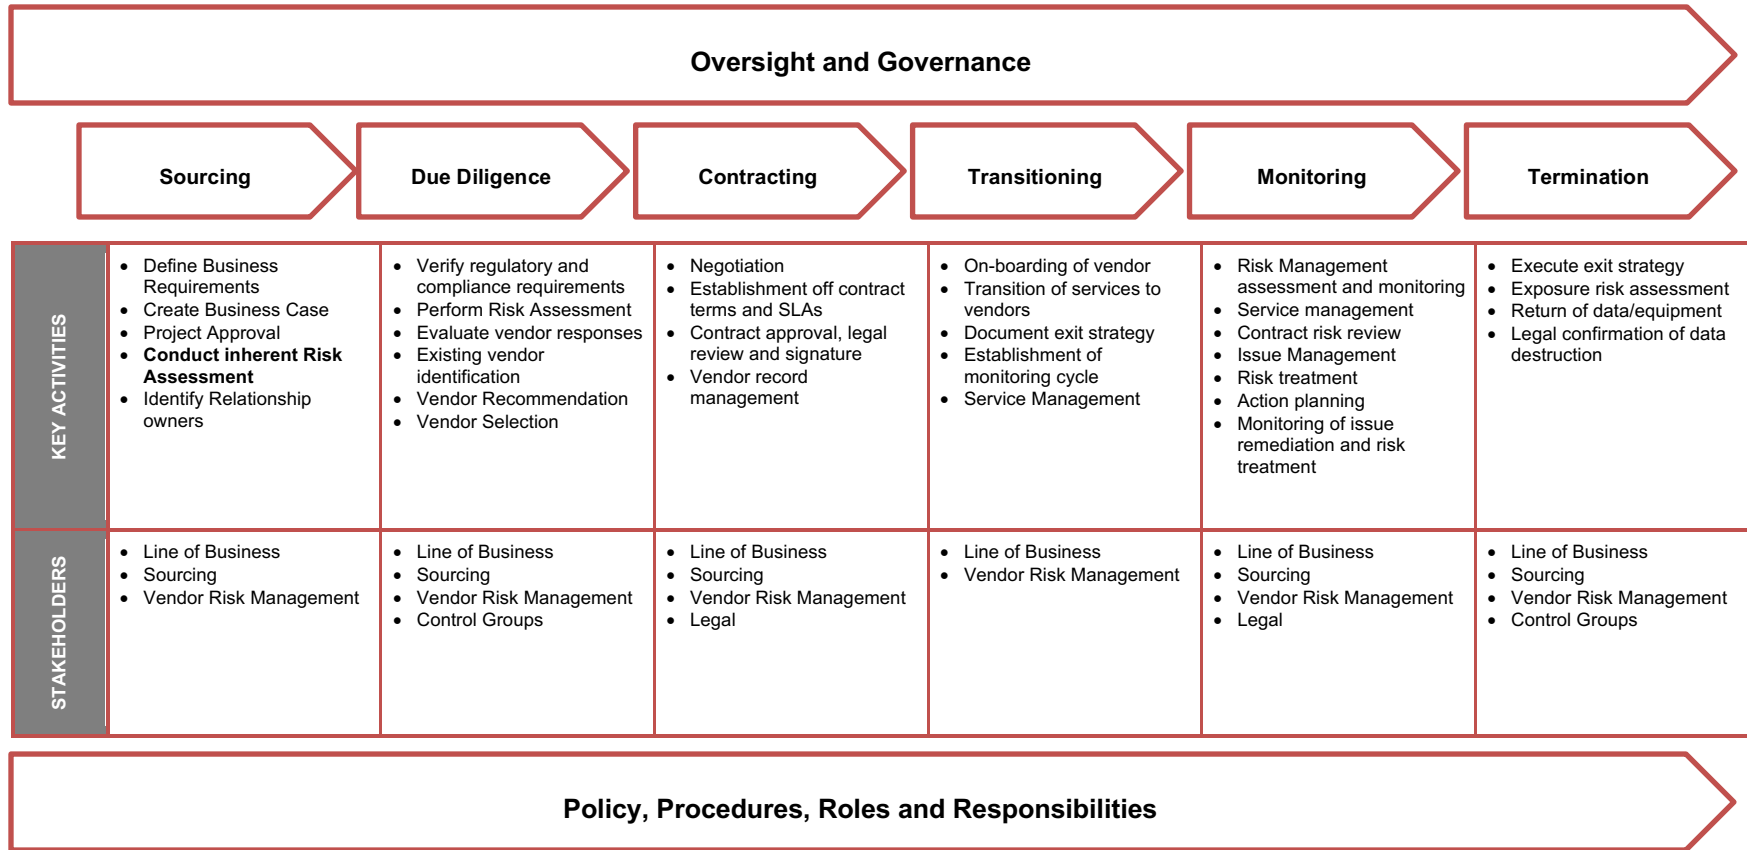 Oversight and Governance
Sourcing
Due Diligence
Contracting
Transitioning
Monitoring
Termination
KEY ACTIVITIES
• Define Business
Requirements
• Create Business Case
• Project Approval
• Conduct inherent Risk
Assessment
• Identify Relationship
owners
• Verify regulatory and
compliance requirements
• Perform Risk Assessment
• Evaluate vendor responses
• Existing vendor
identification
• Vendor Recommendation
• Vendor Selection
• Negotiation
• Establishment off contract
terms and SLAs
• Contract approval, legal
review and signature
• Vendor record
management
• On-boarding of vendor
• Transition of services to
vendors
• Document exit strategy
• Establishment of
monitoring cycle
• Service Management
• Risk Management
assessment and monitoring
• Service management
• Contract risk review
• Issue Management
• Risk treatment
• Action planning
• Monitoring of issue
remediation and risk
treatment
• Execute exit strategy
• Exposure risk assessment
• Return of data/equipment
• Legal confirmation of data
destruction
STAKEHOLDERS
• Line of Business
• Sourcing
• Vendor Risk Management
• Line of Business
• Sourcing
• Vendor Risk Management
• Control Groups
• Line of Business
• Sourcing
• Vendor Risk Management
• Legal
• Line of Business
• Vendor Risk Management
• Line of Business
• Sourcing
• Vendor Risk Management
• Legal
• Line of Business
• Sourcing
• Vendor Risk Management
• Control Groups
Policy, Procedures, Roles and Responsibilities